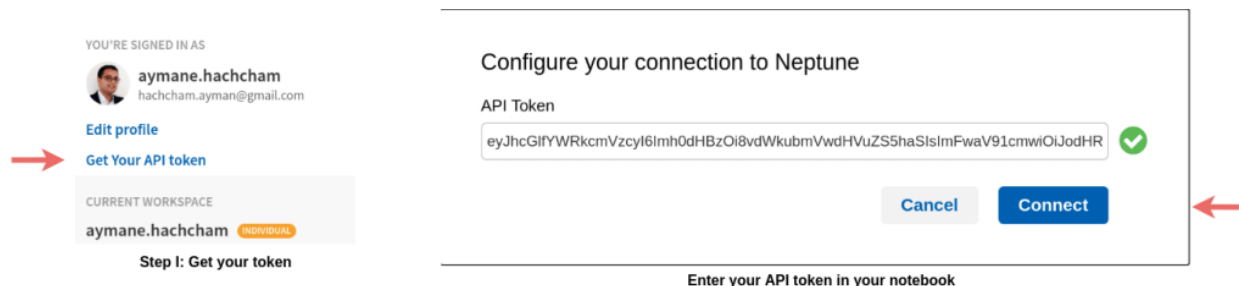 YOU'RE SIGNED IN AS
aymane.hachcham
hachcham.ayman@gmail.com
Edit profile
Get Your API token
CURRENT WORKSPACE
aymane.hachcham INDIVIDUAL
Step I: Get your token
Configure your connection to Neptune
API Token
eyJhcGlfYWRkcmVzcyI6Imh0dHBzOi8vdWkubmVwdHVuZS5haSIsImFwaV91cmwiOiJodHR
Cancel Connect
Enter your API token in your notebook